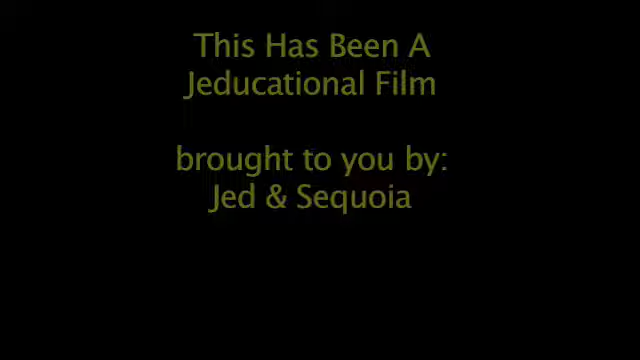 This Has Been A
Jeducational Film
brought to you by:
Jed & Sequoia